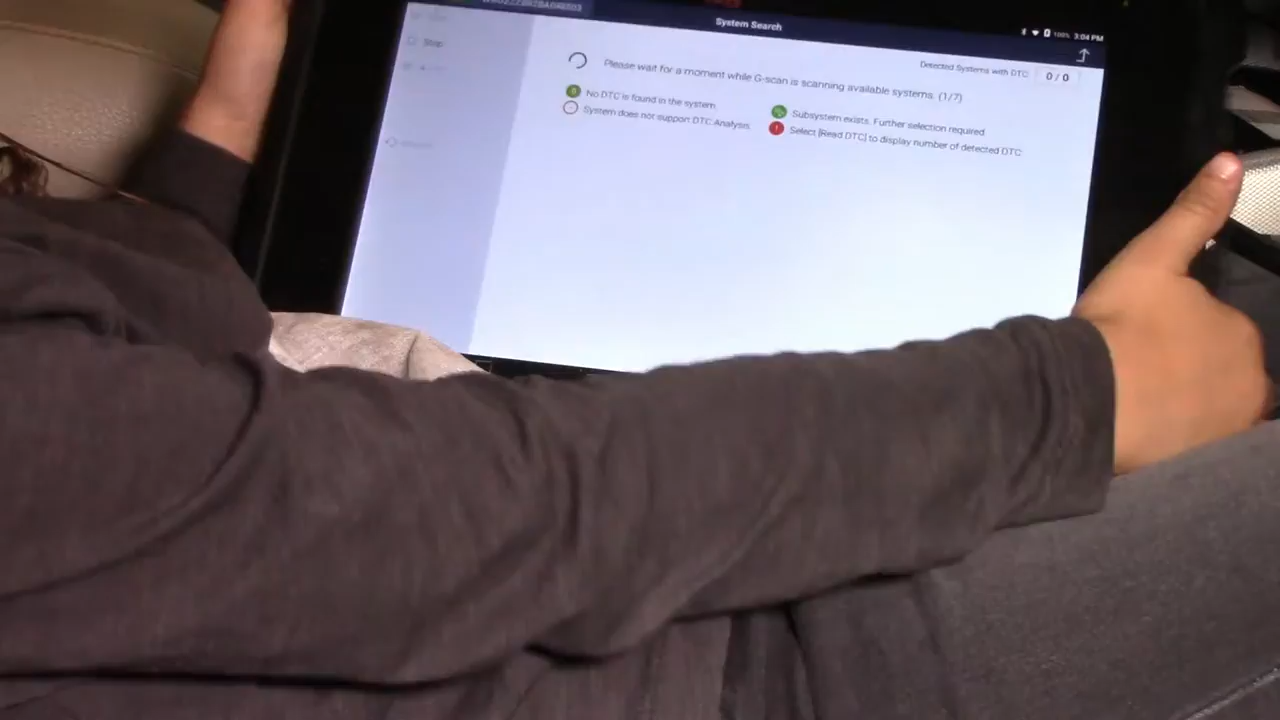 System Search
100% 3:04 PM
Stop
Detected Systems with DTC 0 / 0
Please wait for a moment while G-scan is scanning available systems. (1/7)
No DTC is found in the system.
Subsystem exists. Further selection required.
System does not support DTC Analysis.
Select [Read DTC] to display number of detected DTC